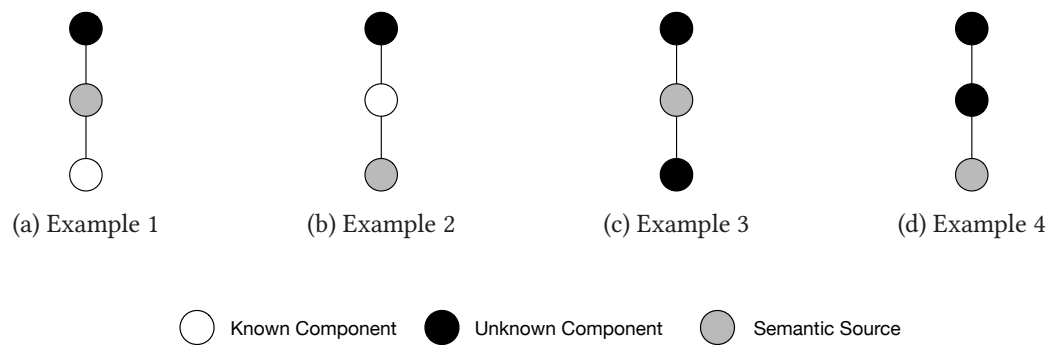 (a) Example 1
(b) Example 2
(c) Example 3
(d) Example 4
Known Component
Unknown Component
Semantic Source